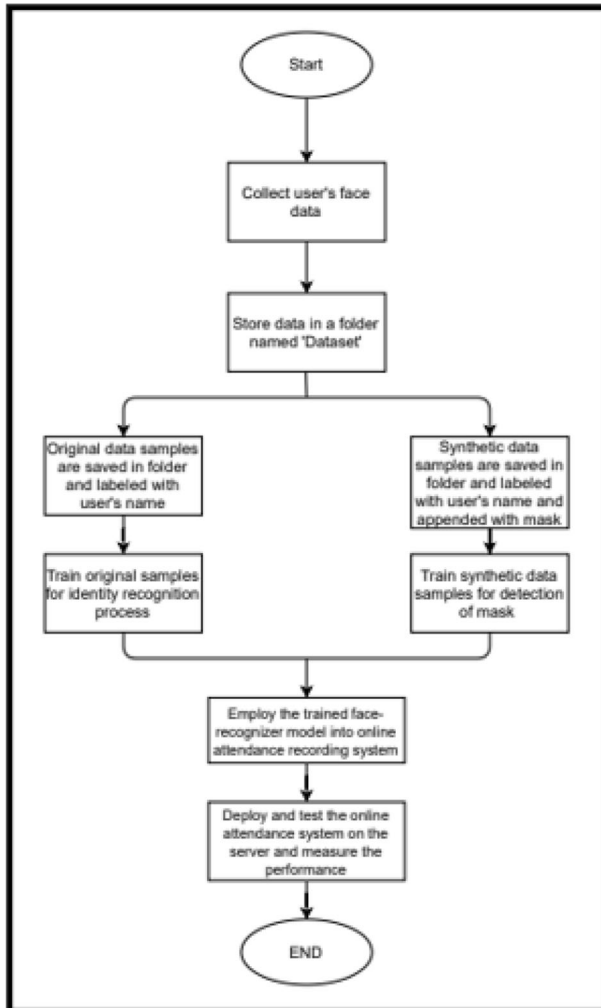 Start
Collect user's face
data
Store data in a folder
named 'Dataset'
Original data samples
are saved in folder
and labeled with
user's name
Synthetic data
samples are saved in
folder and labeled
with user's name and
appended with mask
Train original samples
for identity recognition
process
Train synthetic data
samples for detection
of mask
Employ the trained face-
recognizer model into online
attendance recording system
Deploy and test the online
attendance system on the
server and measure the
performance
END